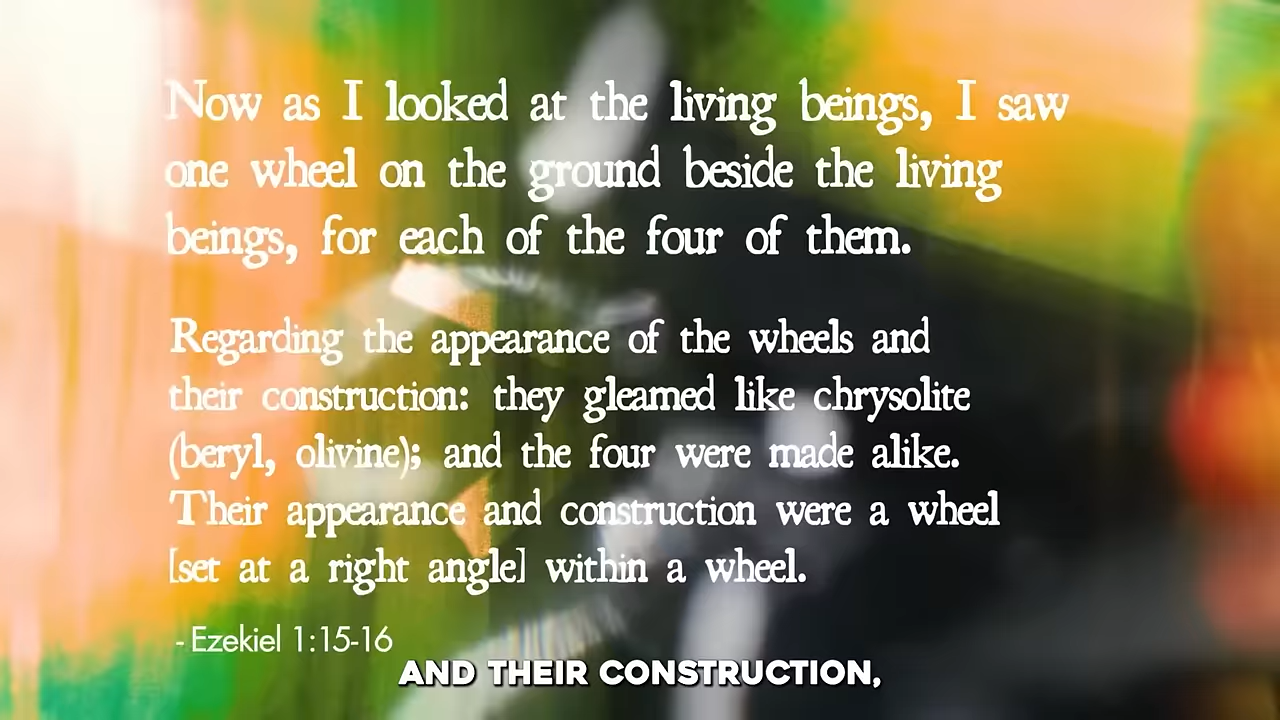 Now as I looked at the living beings, I saw
one wheel on the ground beside the living
beings, for each of the four of them.
Regarding the appearance of the wheels and
their construction: they gleamed like chrysolite
(beryl, olivine); and the four were made alike.
Their appearance and construction were a wheel
[set at a right angle] within a wheel.
- Ezekiel 1:15-16
AND THEIR CONSTRUCTION,